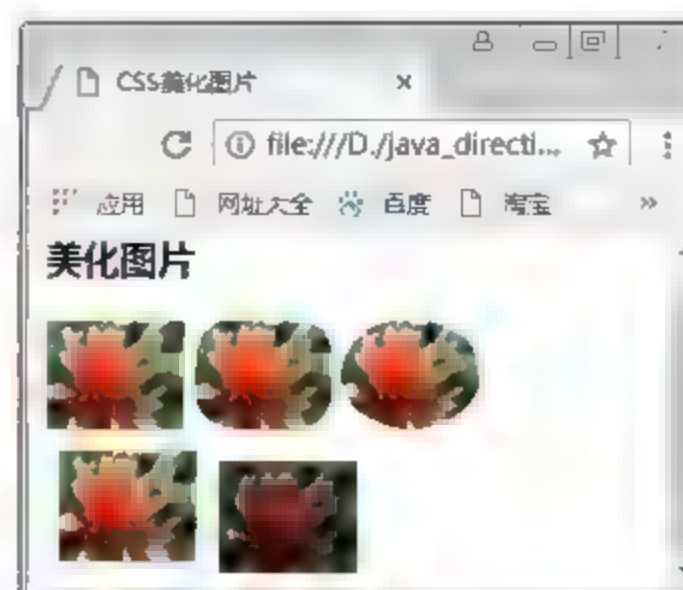 CSS美化图片
file:///D:/java_directi...
应用 网址大全 百度 淘宝 »
美化图片